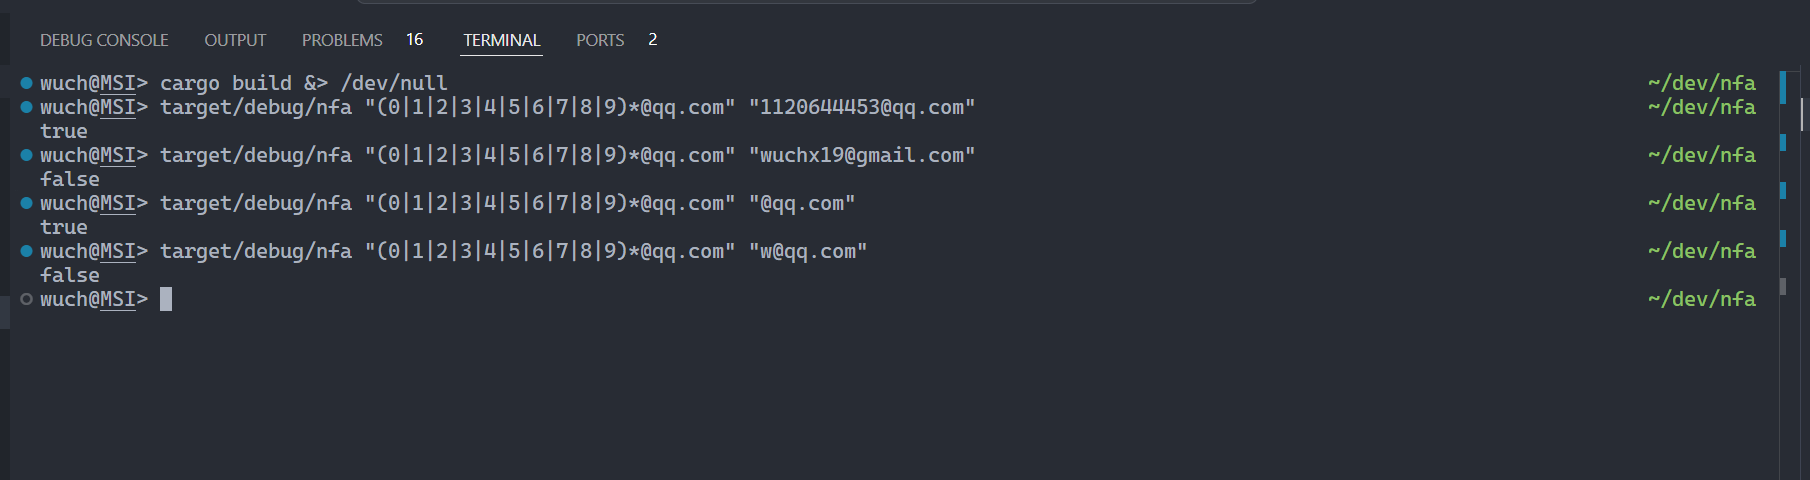 DEBUG CONSOLE OUTPUT PROBLEMS 16 TERMINAL PORTS 2
wuch@MSI> cargo build &> /dev/null ~/dev/nfa
wuch@MSI> target/debug/nfa "(0|1|2|3|4|5|6|7|8|9)*@qq.com" "1120644453@qq.com" ~/dev/nfa
true
wuch@MSI> target/debug/nfa "(0|1|2|3|4|5|6|7|8|9)*@qq.com" "wuchx19@gmail.com" ~/dev/nfa
false
wuch@MSI> target/debug/nfa "(0|1|2|3|4|5|6|7|8|9)*@qq.com" "@qq.com" ~/dev/nfa
true
wuch@MSI> target/debug/nfa "(0|1|2|3|4|5|6|7|8|9)*@qq.com" "w@qq.com" ~/dev/nfa
false
wuch@MSI> ~/dev/nfa